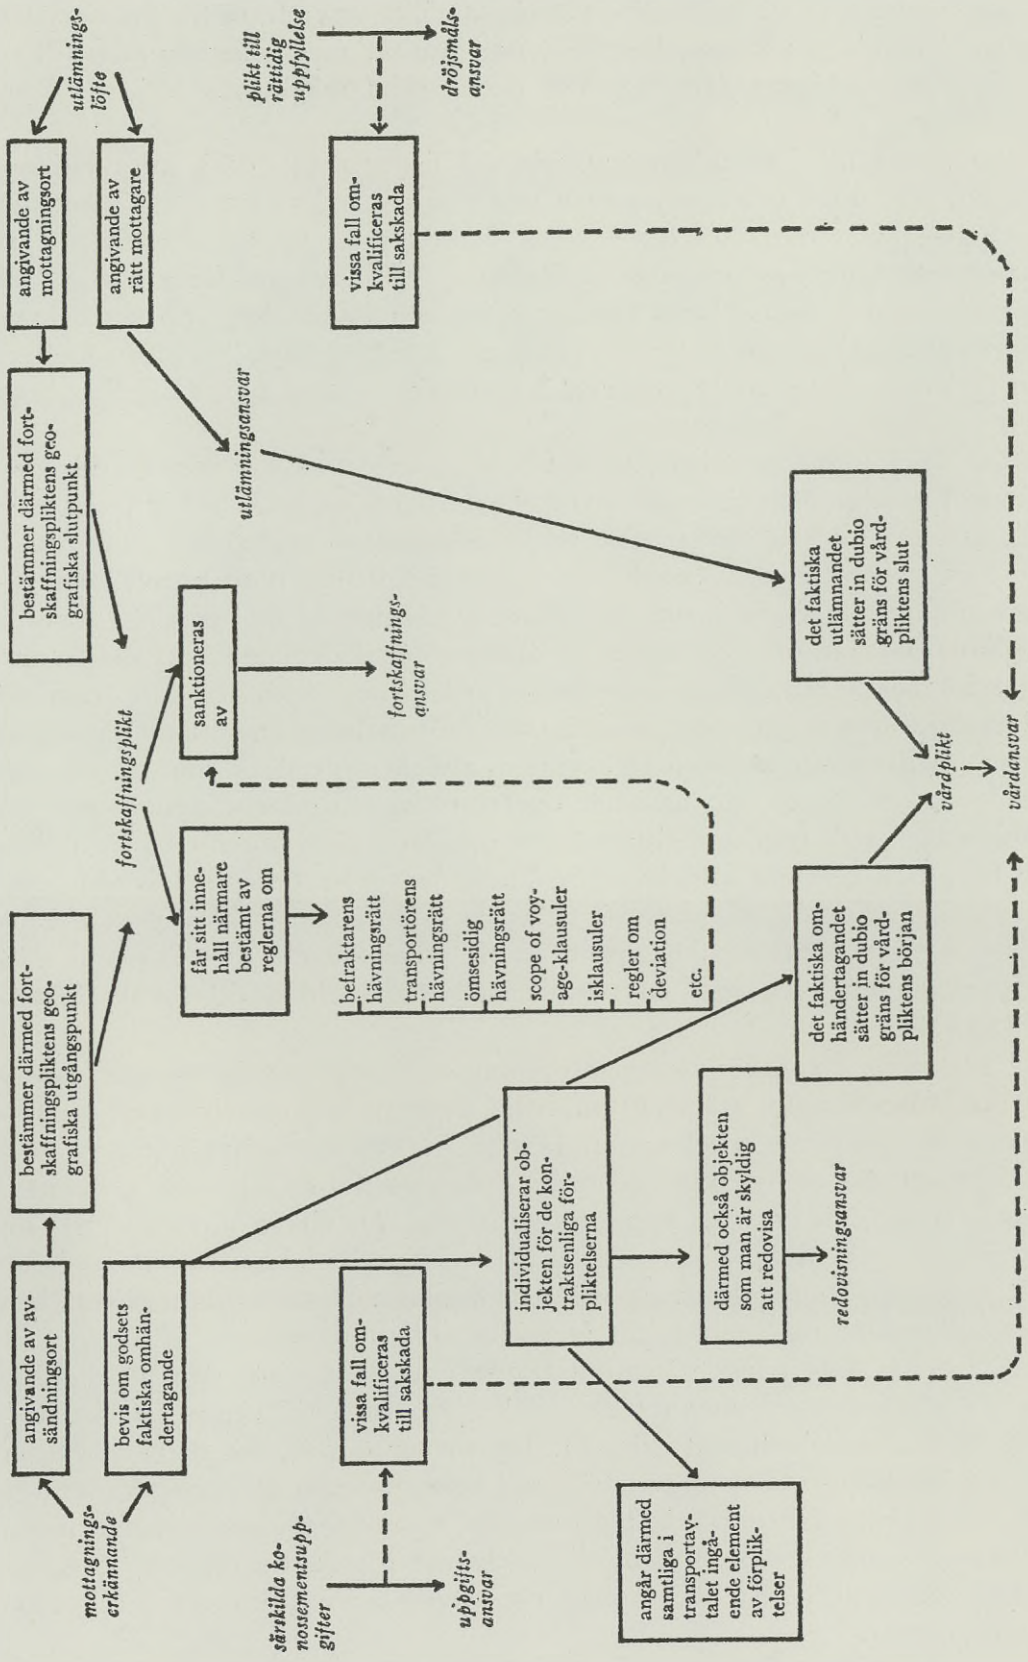 mottagnings-
erkännande
angivande av av-
sändningsort
bestämmer därmed fort-
skaffningspliktens geo-
grafiska utgångspunkt
bestämmer därmed fort-
skaffningspliktens geo-
grafiska slutpunkt
angivande av
mottagningsort
utlämnings-
löfte
bevis om godsets
faktiska omhän-
dertagande
fortskaffningsplikt
angivande av
rätt mottagare
får sitt inne-
håll närmare
bestämt av
reglerna om
sanktioneras
av
utlämningsansvar
särskilda ko-
nossementsupp-
gifter
uppgifts-
ansvar
vissa fall om-
kvalificeras
till sakskada
befraktarens
hävningsrätt
transportörens
hävningsrätt
ömsesidig
hävningsrätt
scope of voy-
age-klausuler
isklausuler
regler om
deviation
etc.
fortskaffnings-
ansvar
vissa fall om-
kvalificeras
till sakskada
plikt till
rättidig
uppfyllelse
dröjsmåls-
ansvar
individualiserar ob-
jekten för de kon-
traktsenliga för-
pliktelserna
angår därmed
samtliga i
transportav-
talet ingå-
ende element
av förplik-
telser
därmed också objekten
som man är skyldig
att redovisa
redovisningsansvar
det faktiska om-
händertagandet
sätter in dubio
gräns för vård-
pliktens början
det faktiska
utlämnandet
sätter in dubio
gräns för vård-
pliktens slut
vårdplikt
vårdansvar